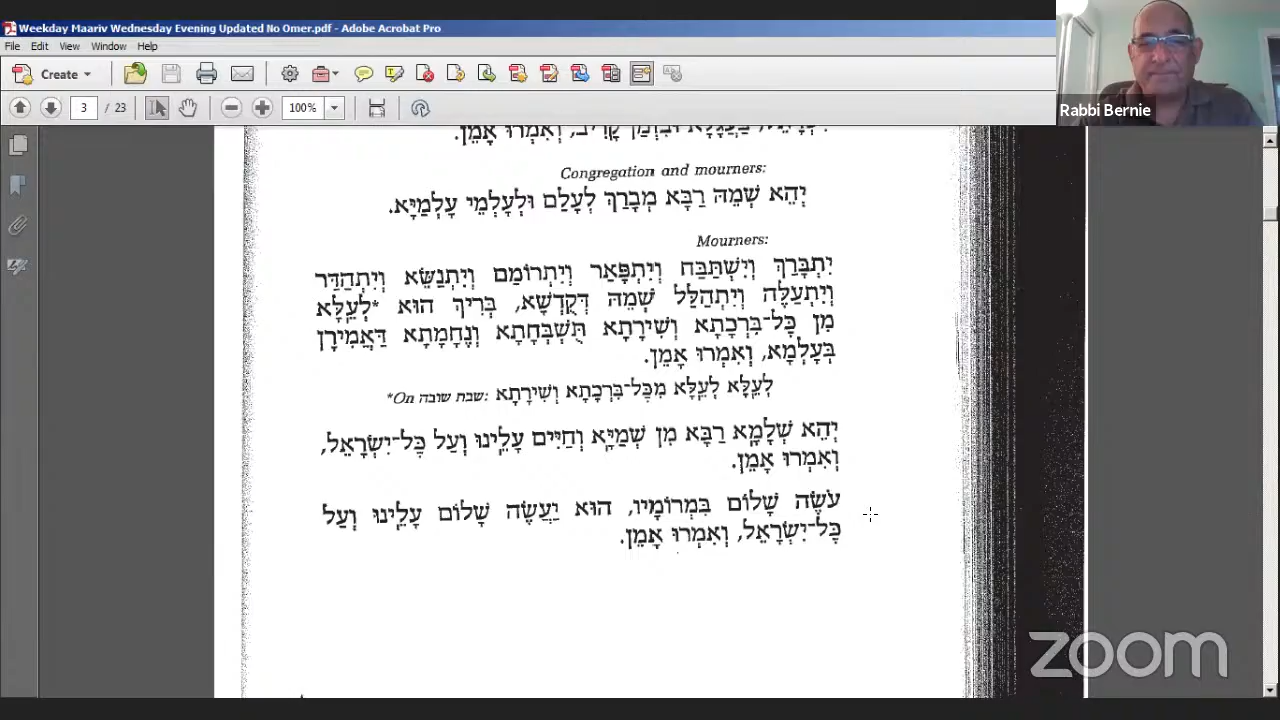 Weekday Maariv Wednesday Evening Updated No Omer.pdf - Adobe Acrobat Pro
File Edit View Window Help
Create
3 / 23 100%
Rabbi Bernie
וּבִזְמַן קָרִיב, וְאִמְרוּ אָמֵן.
Congregation and mourners:
יְהֵא שְׁמֵהּ רַבָּא מְבָרַךְ לְעָלַם וּלְעָלְמֵי עָלְמַיָּא.
Mourners:
יִתְבָּרַךְ וְיִשְׁתַּבַּח וְיִתְפָּאַר וְיִתְרוֹמַם וְיִתְנַשֵּׂא וְיִתְהַדַּר
וְיִתְעַלֶּה וְיִתְהַלַּל שְׁמֵהּ דְּקֻדְשָׁא, בְּרִיךְ הוּא *לְעֵֽלָּא
מִן כָּל־בִּרְכָתָא וְשִׁירָתָא תֻּשְׁבְּחָתָא וְנֶחָמָתָא דַּאֲמִירָן
בְּעָלְמָא, וְאִמְרוּ אָמֵן.
*On שבת שובה: לְעֵֽלָּא לְעֵֽלָּא מִכָּל־בִּרְכָתָא וְשִׁירָתָא
יְהֵא שְׁלָמָא רַבָּא מִן שְׁמַיָּא וְחַיִּים עָלֵֽינוּ וְעַל כָּל־יִשְׂרָאֵל,
וְאִמְרוּ אָמֵן.
עֹשֶׂה שָׁלוֹם בִּמְרוֹמָיו, הוּא יַעֲשֶׂה שָׁלוֹם עָלֵֽינוּ וְעַל
כָּל־יִשְׂרָאֵל, וְאִמְרוּ אָמֵן.
zoom